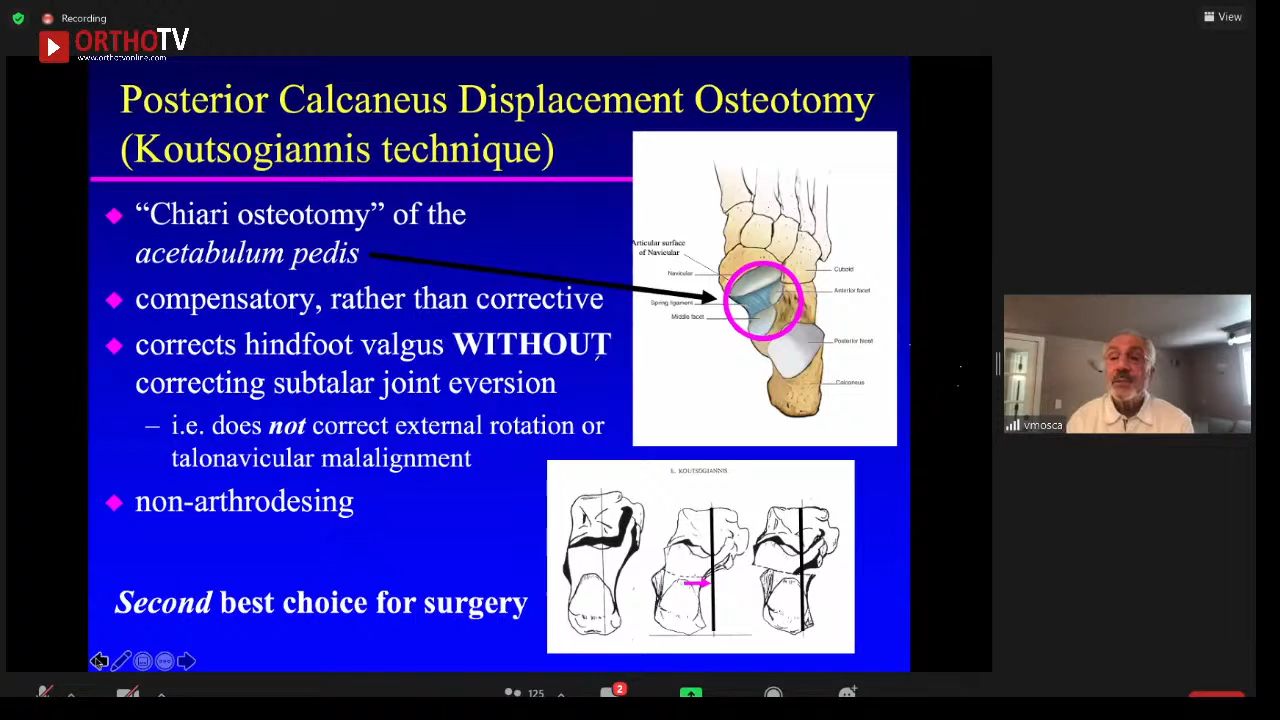 Recording
View
ORTHOTV
www.orthotvonline.com
Posterior Calcaneus Displacement Osteotomy
(Koutsogiannis technique)
“Chiari osteotomy” of the
acetabulum pedis
compensatory, rather than corrective
corrects hindfoot valgus WITHOUT
correcting subtalar joint eversion
– i.e. does not correct external rotation or
talonavicular malalignment
non-arthrodesing
Second best choice for surgery
Articular surface
of Navicular
Navicular
Spring ligament
Middle facet
Cuboid
Anterior facet
Posterior facet
Calcaneus
E. KOUTSOGIANNIS
vmosca
125
2